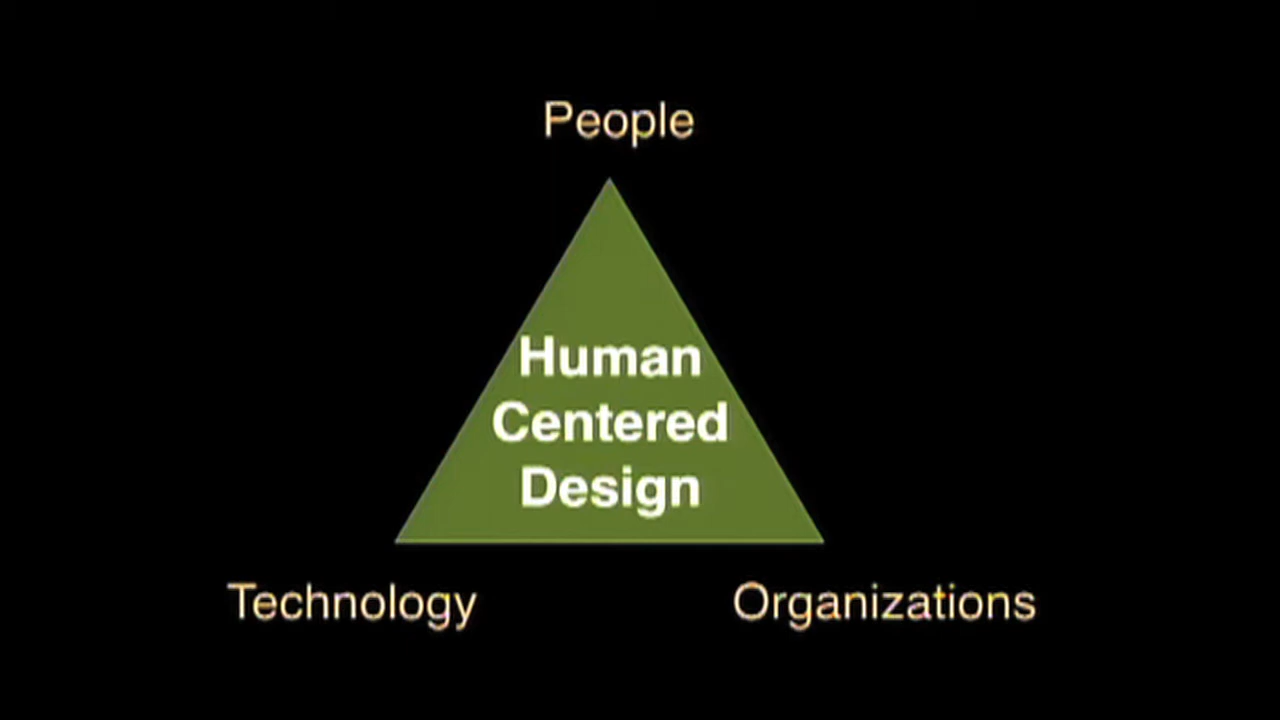 People
Human
Centered
Design
Technology
Organizations